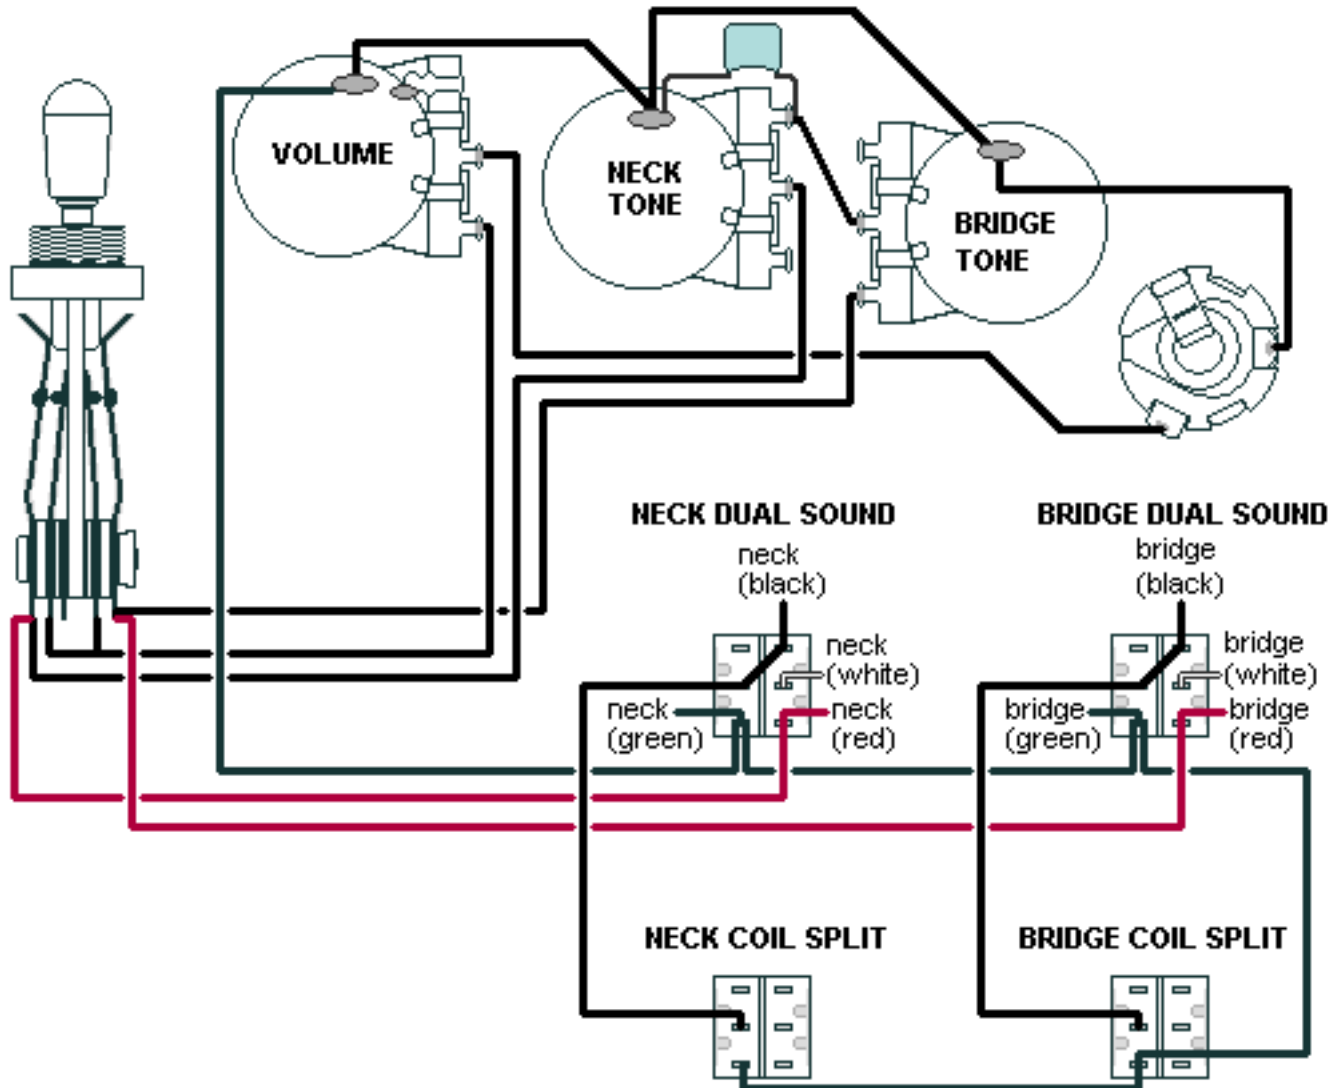 VOLUME
NECK
TONE
BRIDGE
TONE
NECK DUAL SOUND
BRIDGE DUAL SOUND
neck
(black)
bridge
(black)
neck
(white)
bridge
(white)
neck
(green)
neck
(red)
bridge
(green)
bridge
(red)
NECK COIL SPLIT
BRIDGE COIL SPLIT